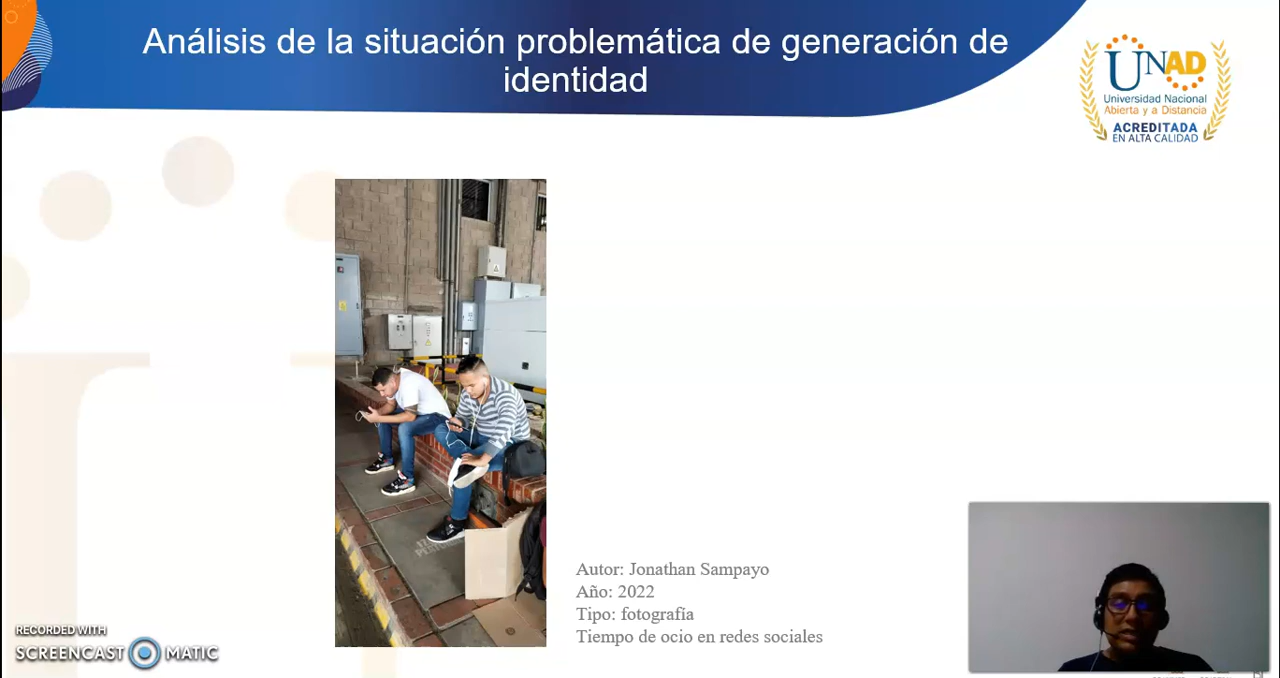 Análisis de la situación problemática de generación de
identidad
UNAD
Universidad Nacional
Abierta y a Distancia
ACREDITADA
EN ALTA CALIDAD
Autor: Jonathan Sampayo
Año: 2022
Tipo: fotografía
Tiempo de ocio en redes sociales
RECORDED WITH
SCREENCAST MATIC